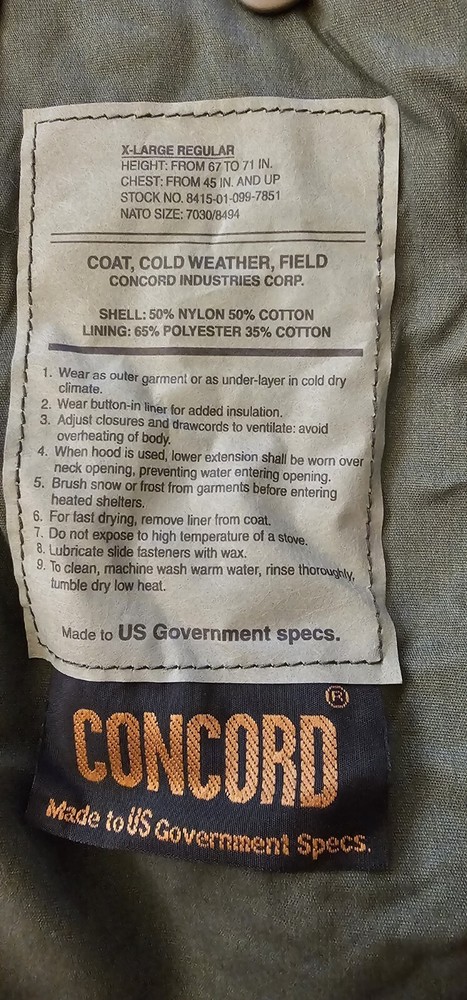 X-LARGE REGULAR
HEIGHT: FROM 67 TO 71 IN.
CHEST: FROM 45 IN. AND UP
STOCK NO. 8415-01-099-7851
NATO SIZE: 7030/8494
COAT, COLD WEATHER, FIELD
CONCORD INDUSTRIES CORP.
SHELL: 50% NYLON 50% COTTON
LINING: 65% POLYESTER 35% COTTON
1. Wear as outer garment or as under-layer in cold dry
climate.
2. Wear button-in liner for added insulation.
3. Adjust closures and drawcords to ventilate: avoid
overheating of body.
4. When hood is used, lower extension shall be worn over
neck opening, preventing water entering opening.
5. Brush snow or frost from garments before entering
heated shelters.
6. For fast drying, remove liner from coat.
7. Do not expose to high temperature of a stove.
8. Lubricate slide fasteners with wax.
9. To clean, machine wash warm water, rinse thoroughly,
tumble dry low heat.
Made to US Government specs.
CONCORD®
Made to US Government Specs.